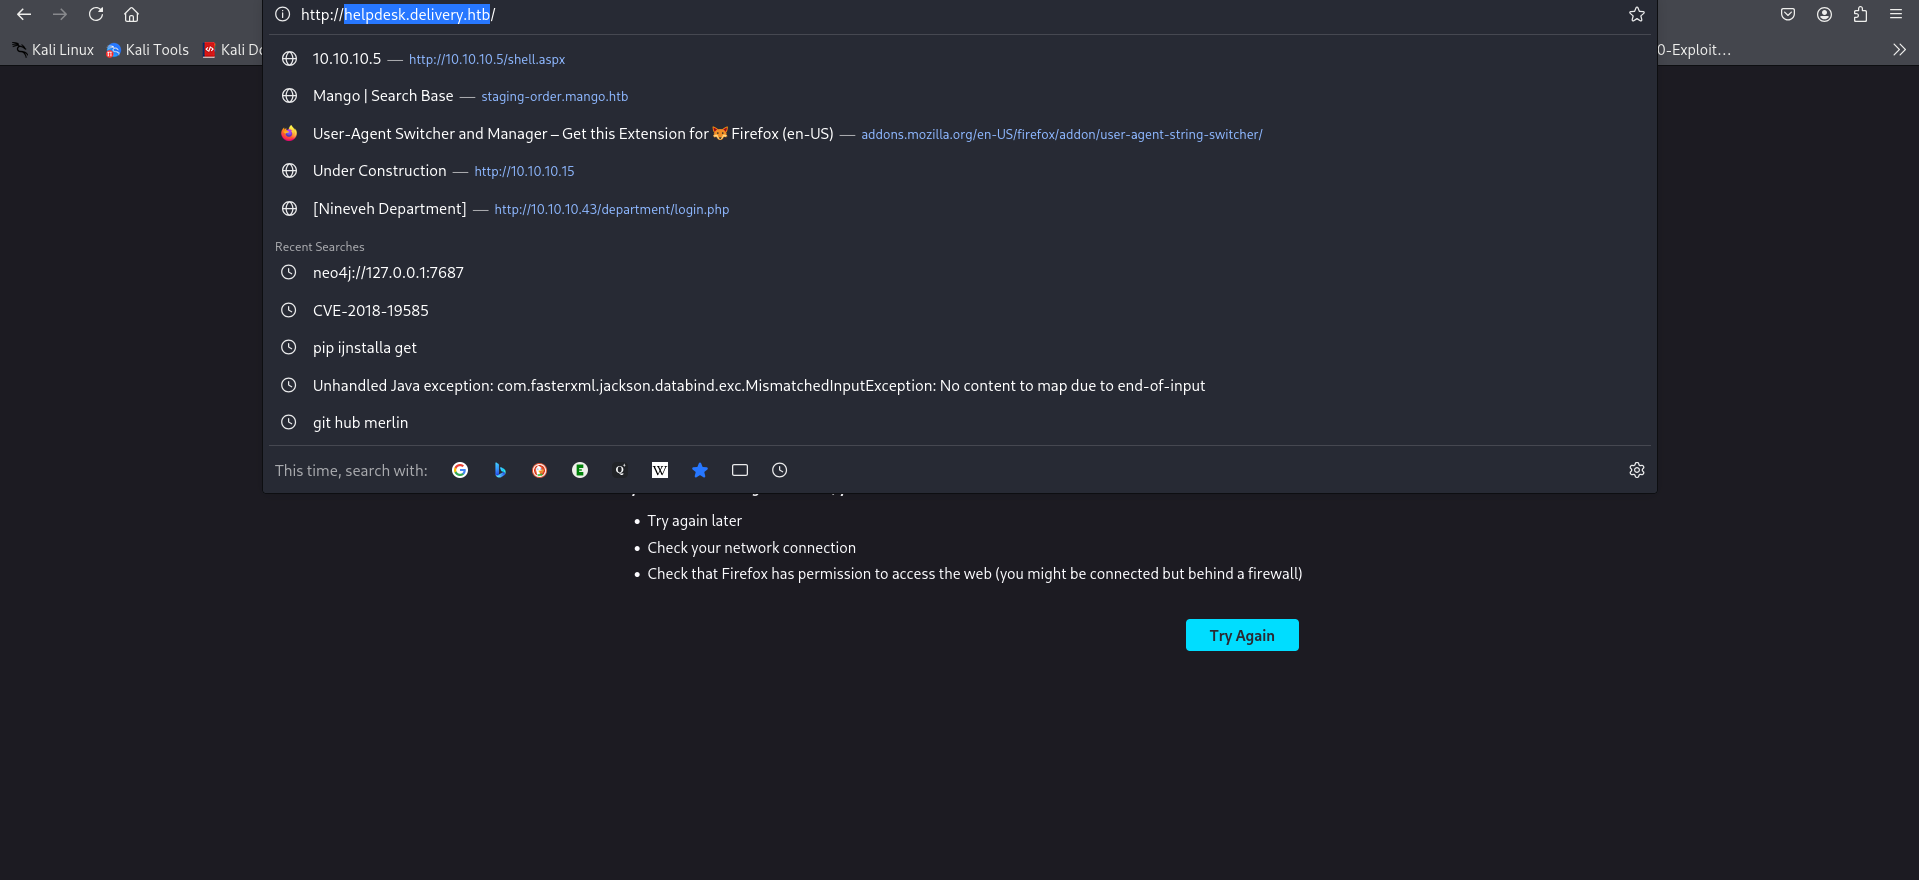 http://helpdesk.delivery.htb/
Kali Linux Kali Tools Kali Do 0-Exploit...
10.10.10.5 — http://10.10.10.5/shell.aspx
Mango | Search Base — staging-order.mango.htb
User-Agent Switcher and Manager – Get this Extension for 🦊 Firefox (en-US) — addons.mozilla.org/en-US/firefox/addon/user-agent-string-switcher/
Under Construction — http://10.10.10.15
[Nineveh Department] — http://10.10.10.43/department/login.php
Recent Searches
neo4j://127.0.0.1:7687
CVE-2018-19585
pip ijnstalla get
Unhandled Java exception: com.fasterxml.jackson.databind.exc.MismatchedInputException: No content to map due to end-of-input
git hub merlin
This time, search with:
• Try again later
• Check your network connection
• Check that Firefox has permission to access the web (you might be connected but behind a firewall)
Try Again